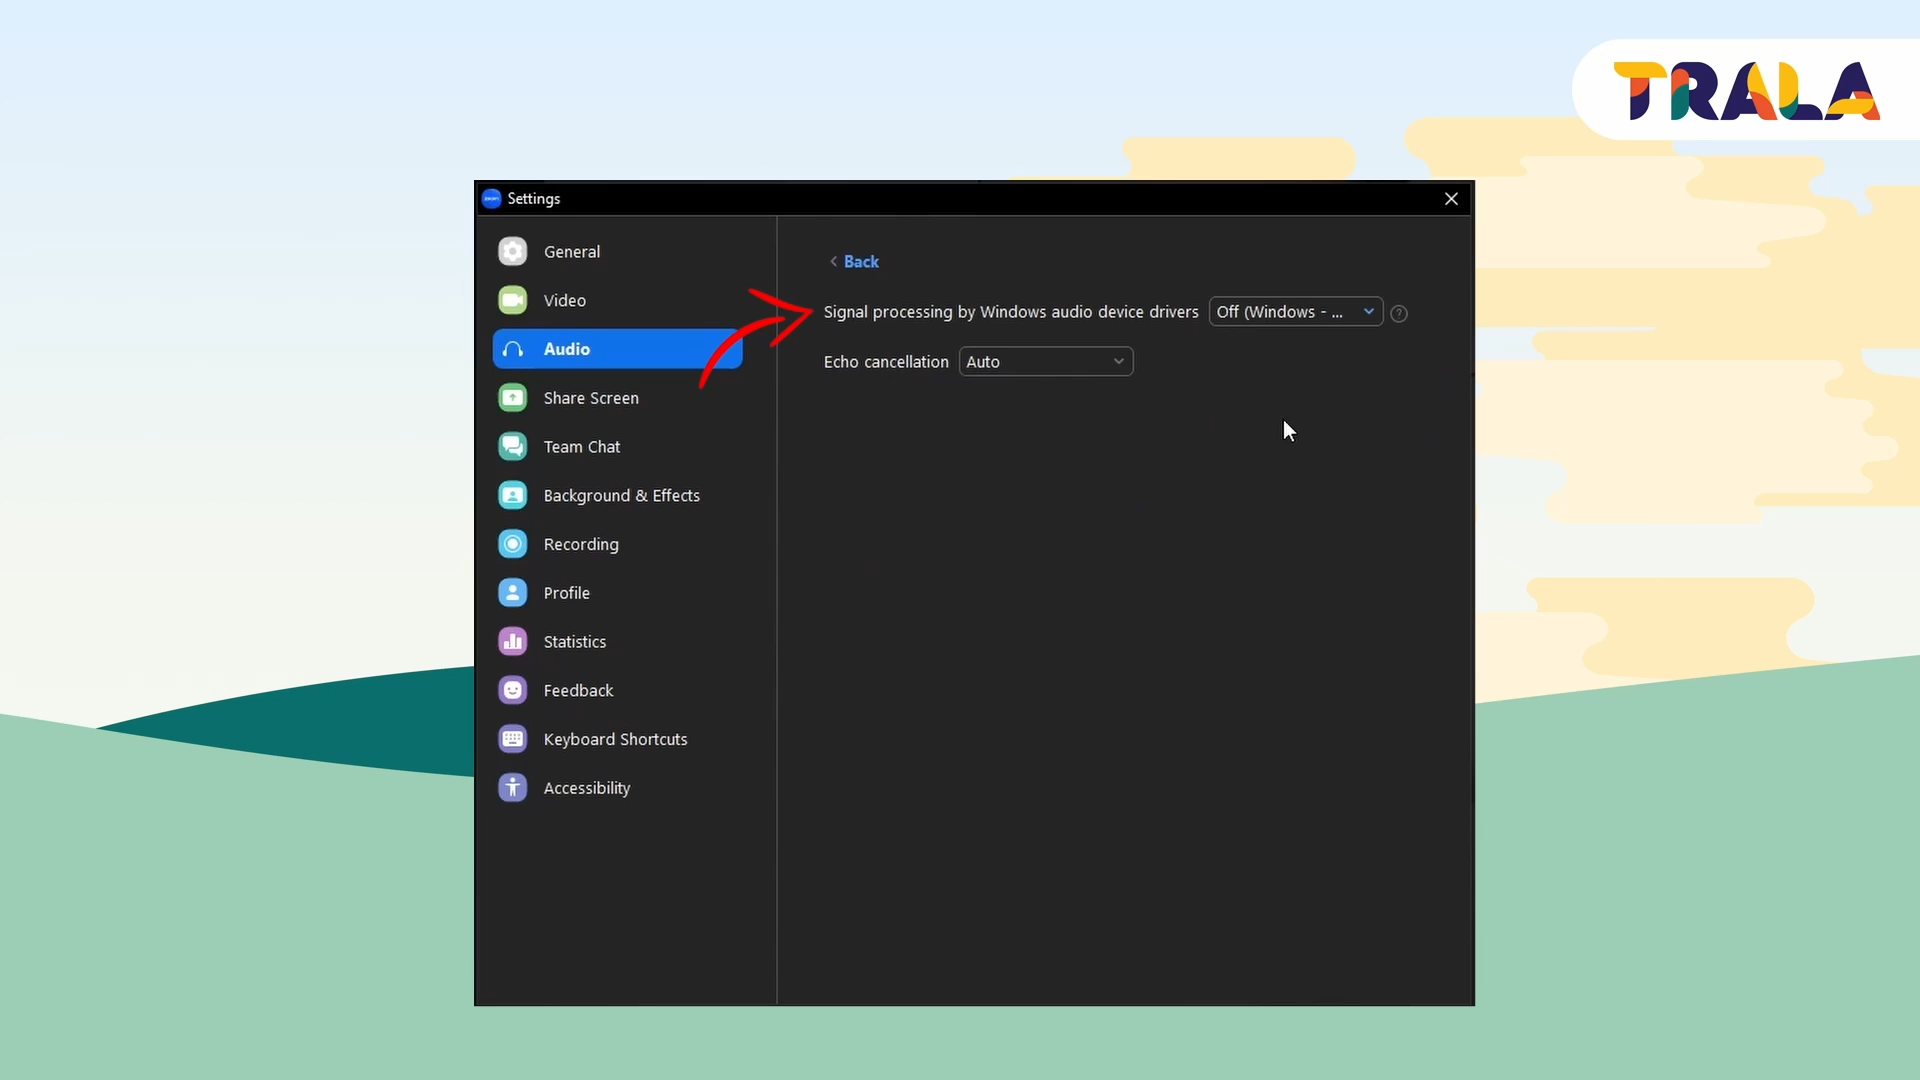 TRALA
Settings
General
Video
Audio
Share Screen
Team Chat
Background & Effects
Recording
Profile
Statistics
Feedback
Keyboard Shortcuts
Accessibility
Back
Signal processing by Windows audio device drivers Off (Windows - ... ?
Echo cancellation Auto